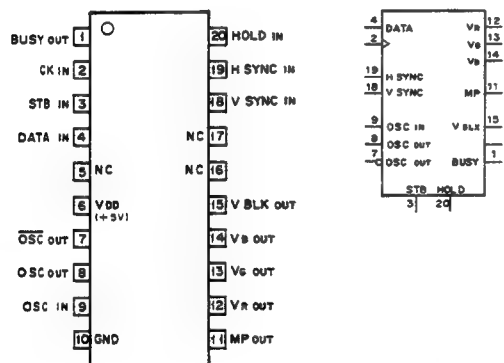 BUSY OUT 1
CK IN 2
STB IN 3
DATA IN 4
5 NC
6 VDD
(+5V)
OSC OUT 7
OSC OUT 8
OSC IN 9
10 GND
20 HOLD IN
19 H SYNC IN
18 V SYNC IN
NC 17
NC 16
15 V BLK OUT
14 VB OUT
13 VG OUT
12 VR OUT
11 MP OUT
4 DATA VR 12
2 VG 13
VB 14
19 H SYNC
18 V SYNC MP 11
9 OSC IN V BLK 15
8 OSC OUT
7 OSC OUT BUSY 1
STB HOLD
3 20